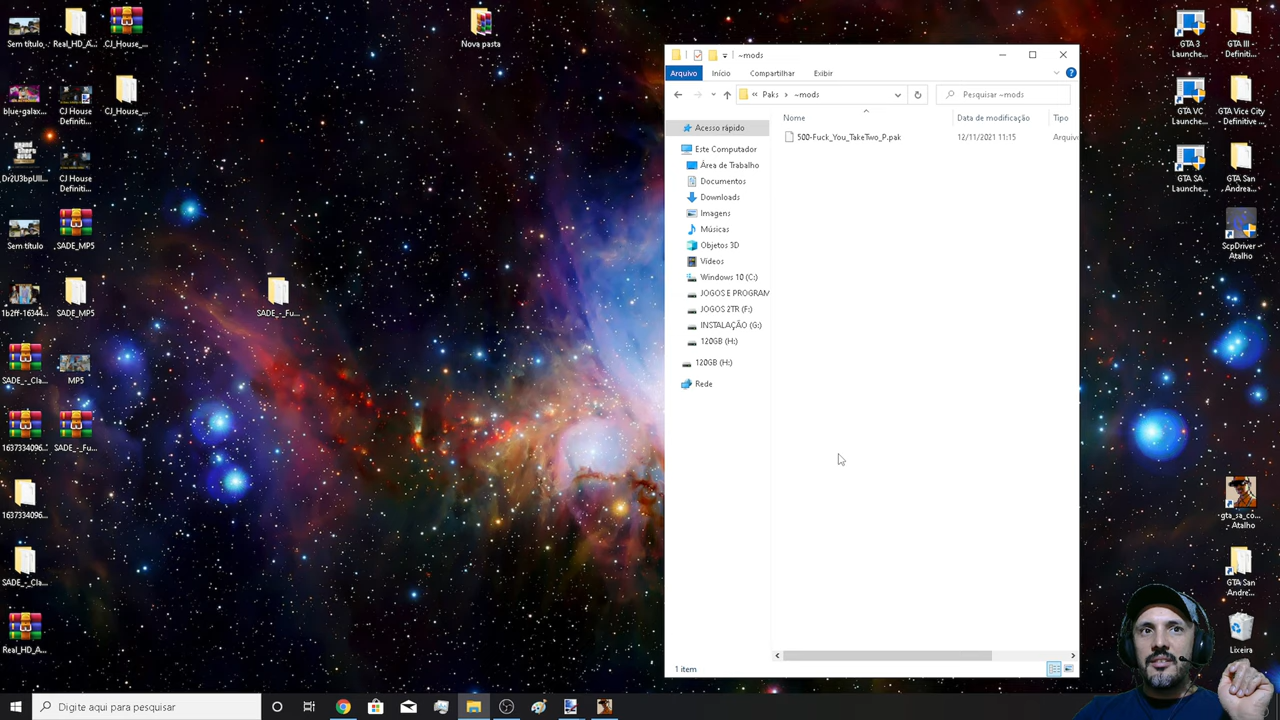 Sem título
Real_HD_A...
CJ_House_...
Nova pasta
blue-galax...
CJ House
Definiti...
CJ_House_...
CJ House
Definiti...
Sem título
SADE_MP5
1b2ff-16344...
SADE_MP5
SADE_-_Fu...
SADE_-_Cla...
MP5
1637334096...
SADE_-_Fu...
1637334096...
SADE_-_Cla...
Real_HD_A...
~mods
Arquivo
Início
Compartilhar
Exibir
Paks
~mods
Pesquisar ~mods
Nome
Data de modificação
Tipo
500-Fuck_You_TakeTwo_P.pak
12/11/2021 11:15
Arquivo
Acesso rápido
Este Computador
Área de Trabalho
Documentos
Downloads
Imagens
Músicas
Objetos 3D
Vídeos
Windows 10 (C:)
JOGOS E PROGRAM
JOGOS 2TR (F:)
INSTALAÇÃO (G:)
120GB (H:)
120GB (H:)
Rede
1 item
GTA 3
Launche...
GTA III -
Definiti...
GTA VC
Launche...
GTA Vice City
- Definitive ...
GTA SA
Launche...
GTA San
Andrea...
ScpDriver -
Atalho
gta_sa_co...
- Atalho
GTA San
Andre...
Lixeira
Digite aqui para pesquisar